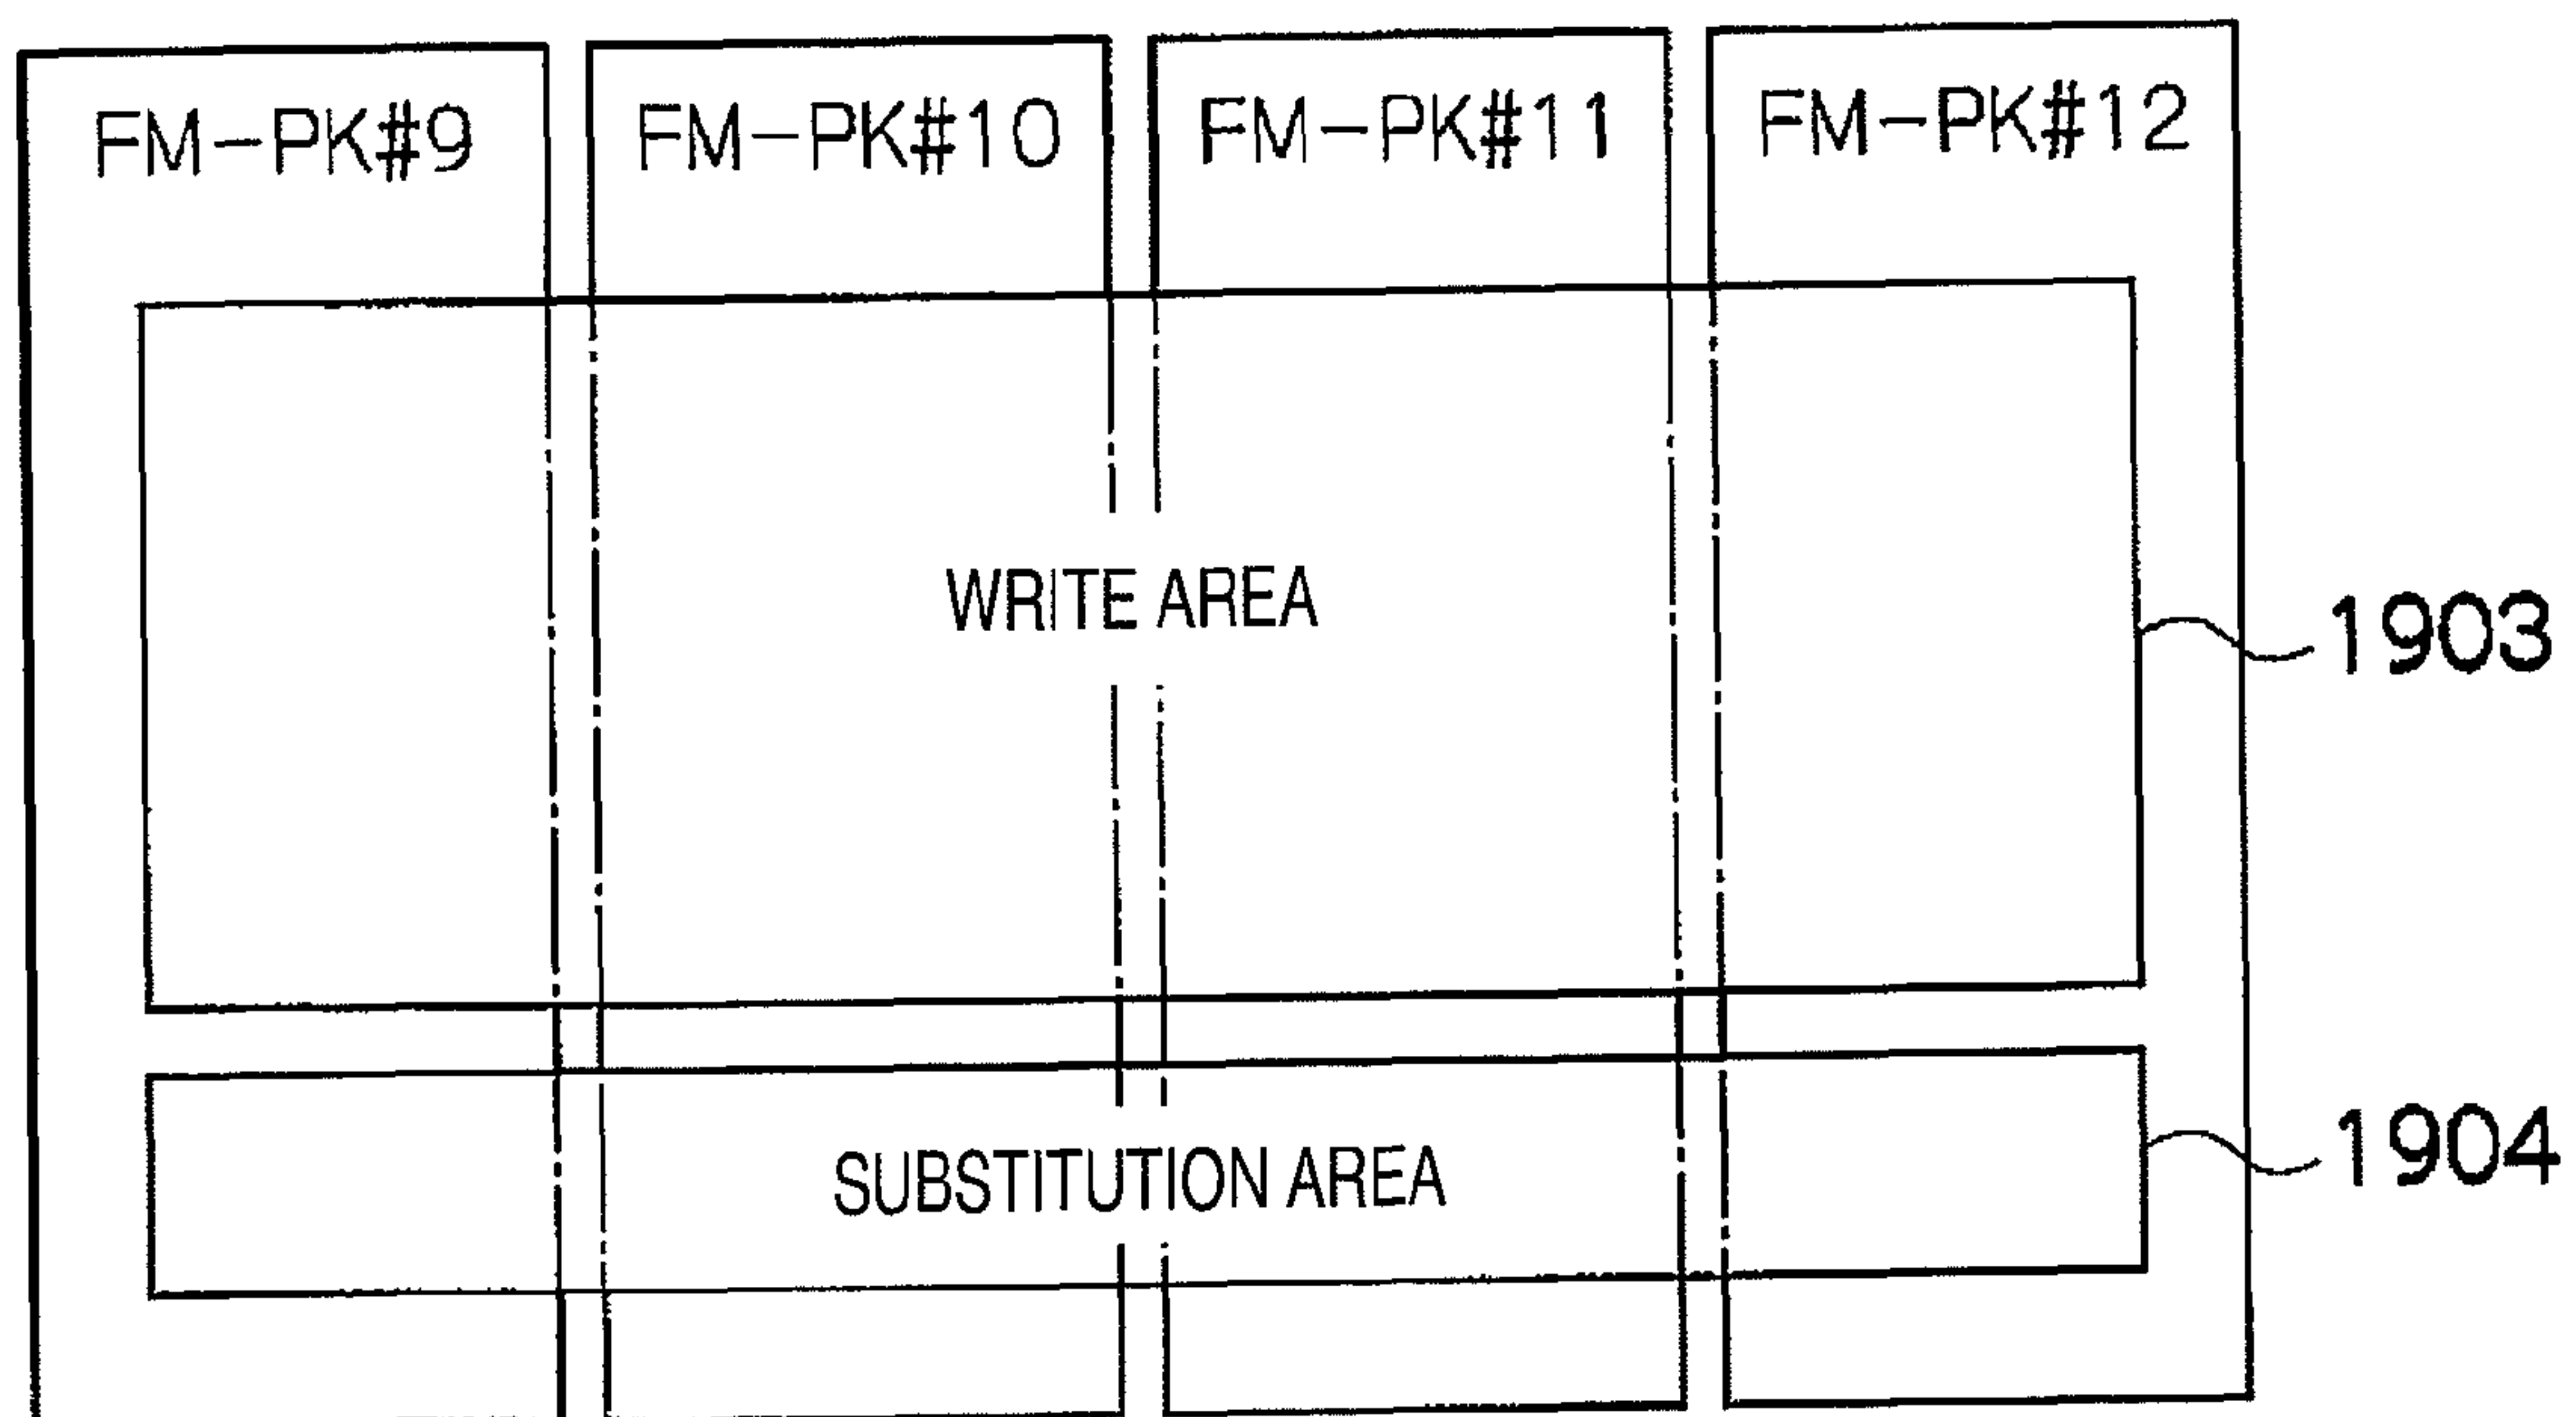 FM-PK#9 FM-PK#10 FM-PK#11 FM-PK#12
WRITE AREA
1903
SUBSTITUTION AREA
1904